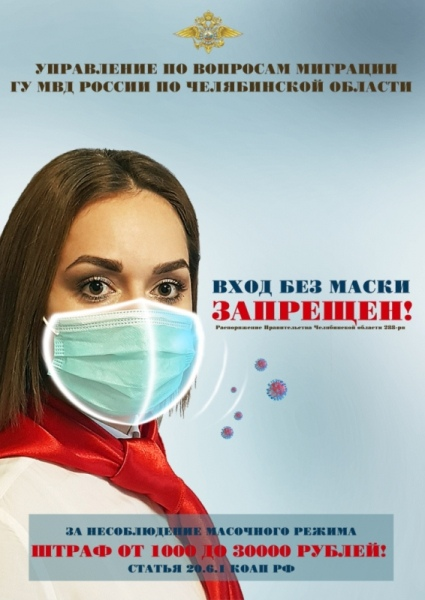 УПРАВЛЕНИЕ ПО ВОПРОСАМ МИГРАЦИИ
ГУ МВД РОССИИ ПО ЧЕЛЯБИНСКОЙ ОБЛАСТИ
ВХОД БЕЗ МАСКИ
ЗАПРЕЩЕН!
Распоряжение Правительства Челябинской области 288-рп
ЗА НЕСОБЛЮДЕНИЕ МАСОЧНОГО РЕЖИМА
ШТРАФ ОТ 1000 ДО 30000 РУБЛЕЙ!
СТАТЬЯ 20.6.1 КОАП РФ